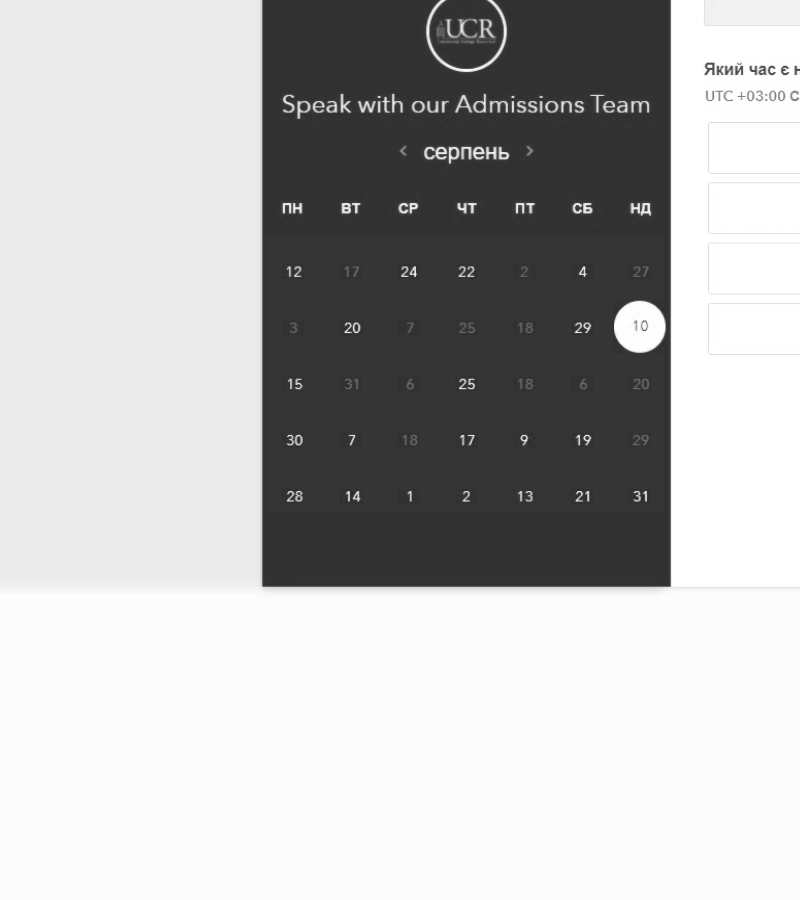 UCR
Speak with our Admissions Team
< серпень >
ПН ВТ СР ЧТ ПТ СБ НД
12 17 24 22 2 4 27
3 20 7 25 18 29 10
15 31 6 25 18 6 20
30 7 18 17 9 19 29
28 14 1 2 13 21 31
Який час є
UTC +03:00